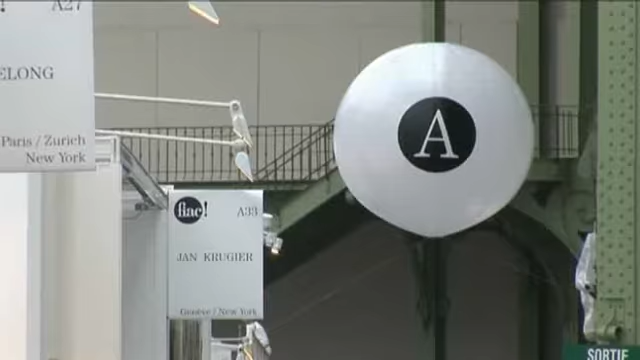 A27
ELONG
Paris / Zurich
New York
fiac!
A33
JAN KRUGIER
Genève / New York
A
SORTIE